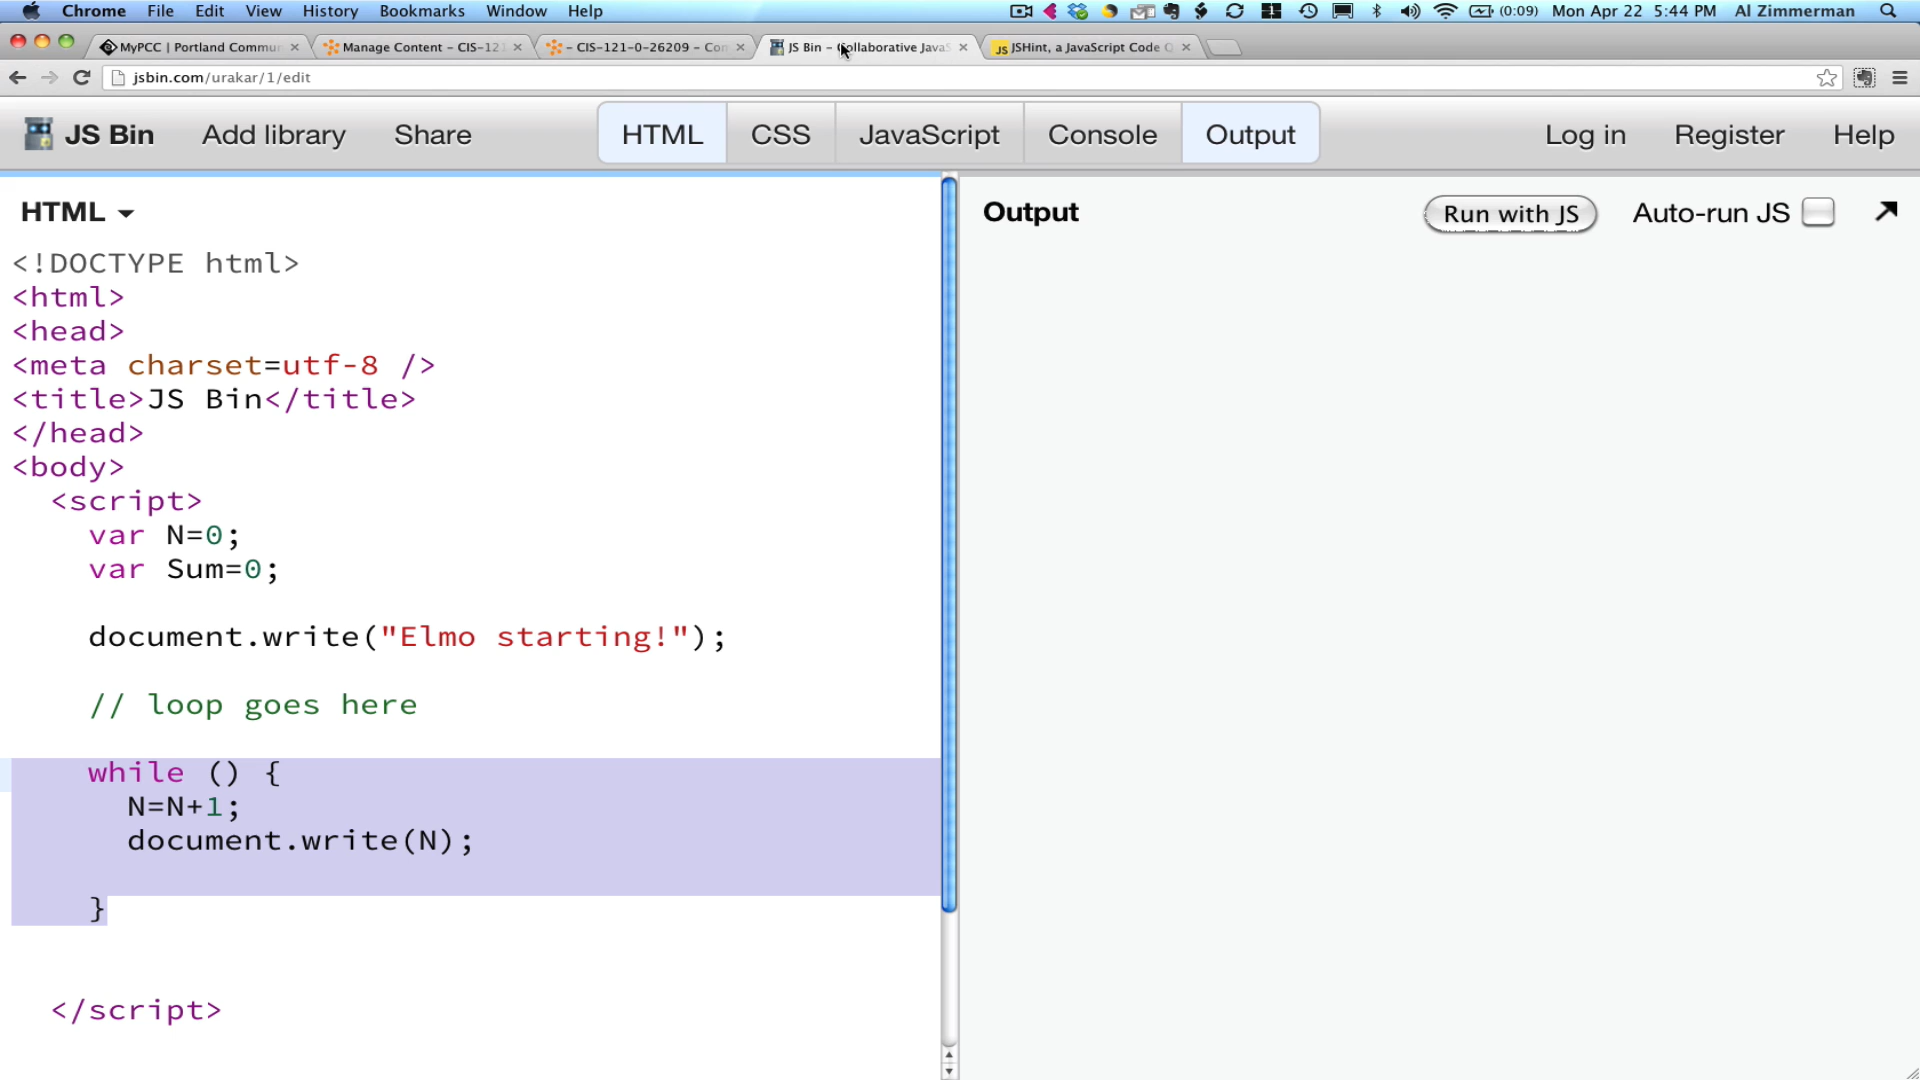 Chrome File Edit View History Bookmarks Window Help (0:09) Mon Apr 22 5:44 PM Al Zimmerman
MyPCC | Portland Commu Manage Content – CIS-121 – CIS-121-0-26209 – Con JS Bin – Collaborative JavaS JSHint, a JavaScript Code Q
jsbin.com/urakar/1/edit
JS Bin Add library Share HTML CSS JavaScript Console Output Log in Register Help
HTML
Output Run with JS Auto-run JS
<!DOCTYPE html>
<html>
<head>
<meta charset=utf-8 />
<title>JS Bin</title>
</head>
<body>
<script>
var N=0;
var Sum=0;
document.write("Elmo starting!");
// loop goes here
while () {
N=N+1;
document.write(N);
}
</script>